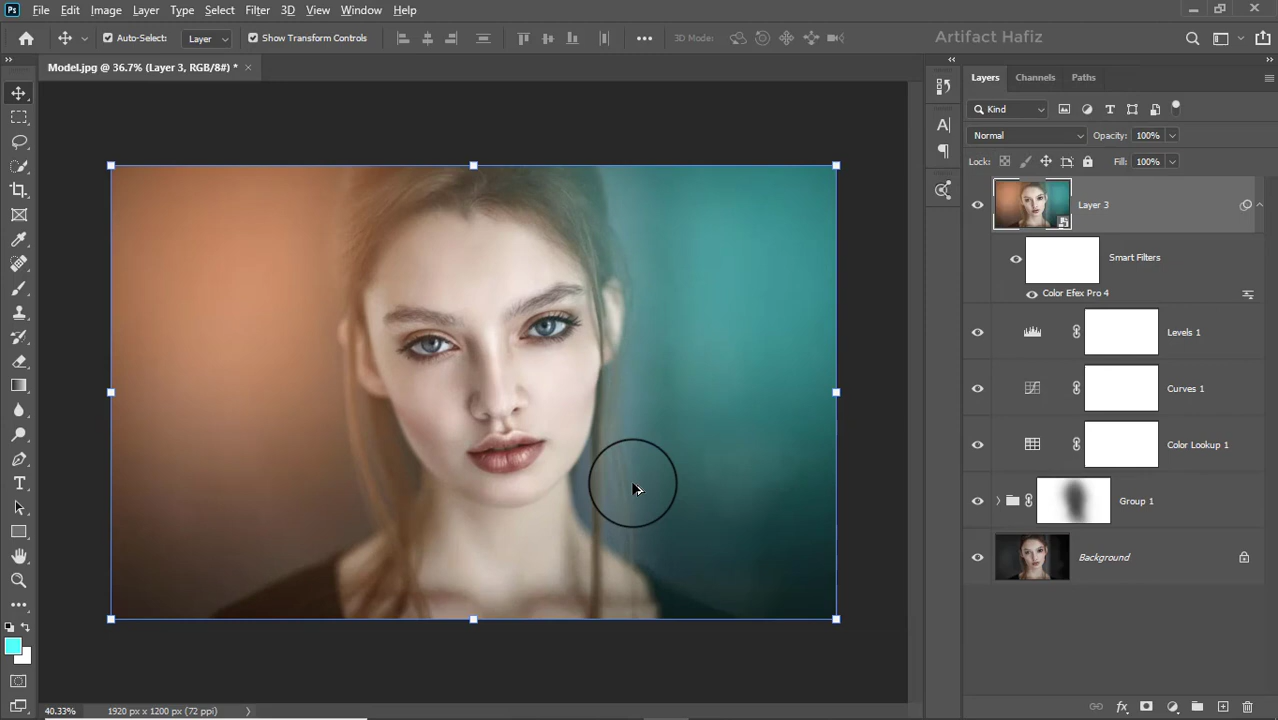 Ps File Edit Image Layer Type Select Filter 3D View Window Help
Auto-Select: Layer Show Transform Controls 3D Mode: Artifact Hafiz
Model.jpg @ 36.7% (Layer 3, RGB/8#) *
Layers Channels Paths
Kind
Normal Opacity: 100%
Lock: Fill: 100%
Layer 3
Smart Filters
Color Efex Pro 4
Levels 1
Curves 1
Color Lookup 1
Group 1
Background
40.33% 1920 px x 1200 px (72 ppi)